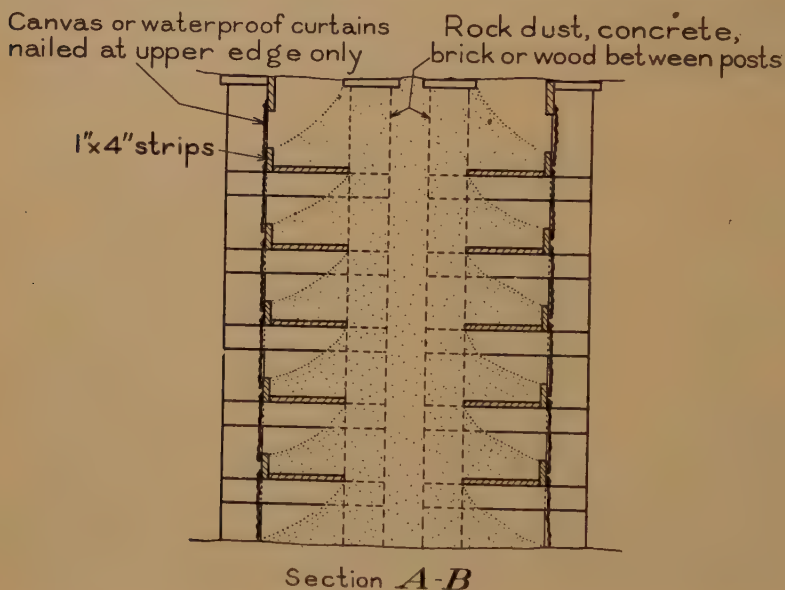 Canvas or waterproof curtains
nailed at upper edge only
Rock dust, concrete,
brick or wood between posts
1"x4" strips
Section A-B